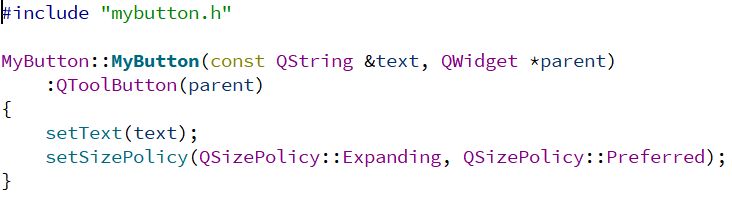 #include "mybutton.h"
MyButton::MyButton(const QString &text, QWidget *parent)
:QToolButton(parent)
{
setText(text);
setSizePolicy(QSizePolicy::Expanding, QSizePolicy::Preferred);
}